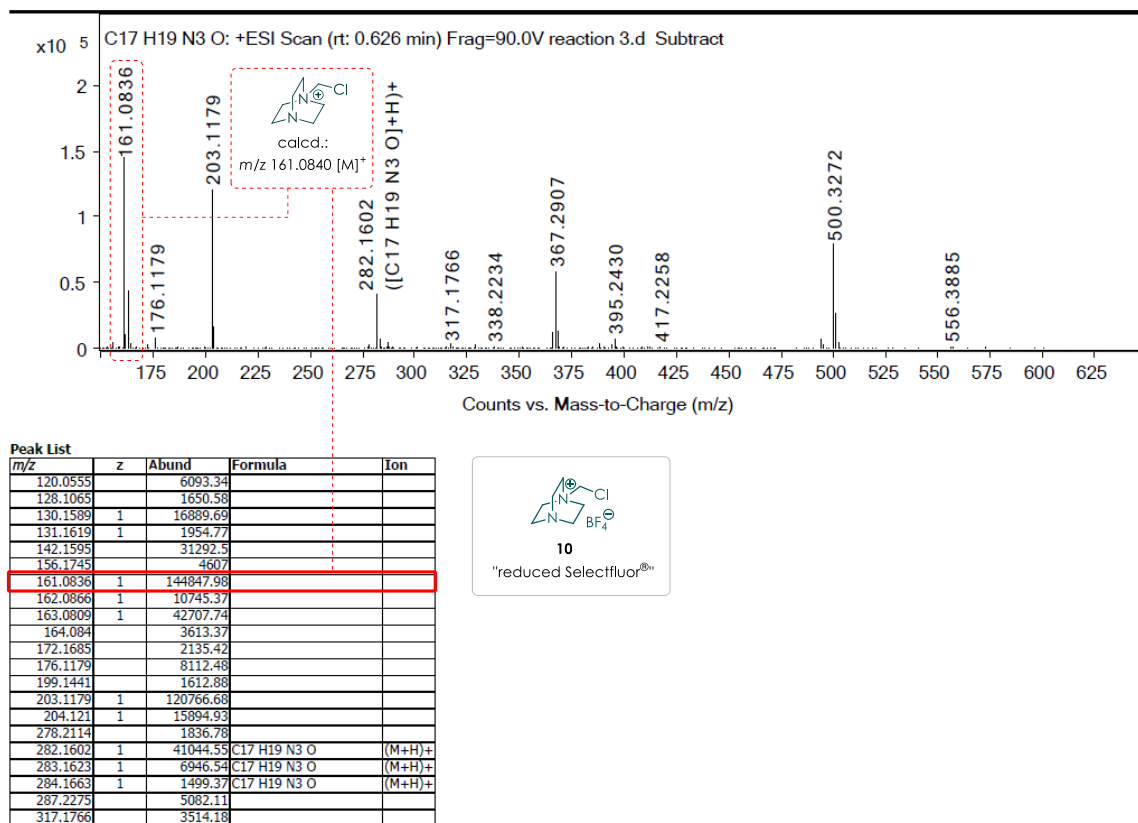 x10 5
C17 H19 N3 O: +ESI Scan (rt: 0.626 min) Frag=90.0V reaction 3.d Subtract
2
1.5
1
0.5
0
161.0836
176.1179
203.1179
282.1602
([C17 H19 N3 O]+H)+
317.1766
338.2234
367.2907
395.2430
417.2258
500.3272
556.3885
N ⊕ Cl
N
calcd.:
m/z 161.0840 [M]+
175 200 225 250 275 300 325 350 375 400 425 450 475 500 525 550 575 600 625
Counts vs. Mass-to-Charge (m/z)
Peak List
m/z z Abund Formula Ion
120.0555 6093.34
128.1065 1650.58
130.1589 1 16889.69
131.1619 1 1954.77
142.1595 31292.5
156.1745 4607
161.0836 1 144847.98
162.0866 1 10745.37
163.0809 1 42707.74
164.084 3613.37
172.1685 2135.42
176.1179 8112.48
199.1441 1612.88
203.1179 1 120766.68
204.121 1 15894.93
278.2114 1836.78
282.1602 1 41044.55 C17 H19 N3 O (M+H)+
283.1623 1 6946.54 C17 H19 N3 O (M+H)+
284.1663 1 1499.37 C17 H19 N3 O (M+H)+
287.2275 5082.11
317.1766 3514.18
⊕
N Cl
N BF4⊖
10
"reduced Selectfluor®"